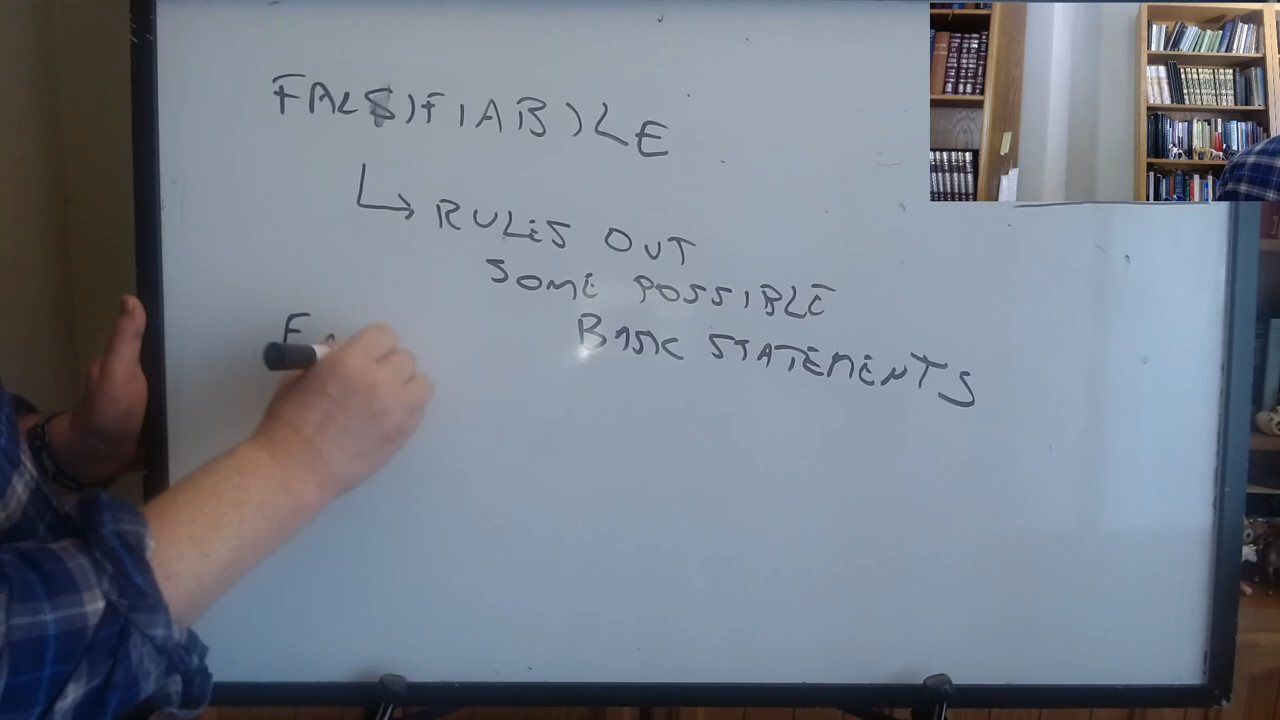 FALSIFIABLE
↳ RULES OUT
SOME POSSIBLE
BASIC STATEMENTS